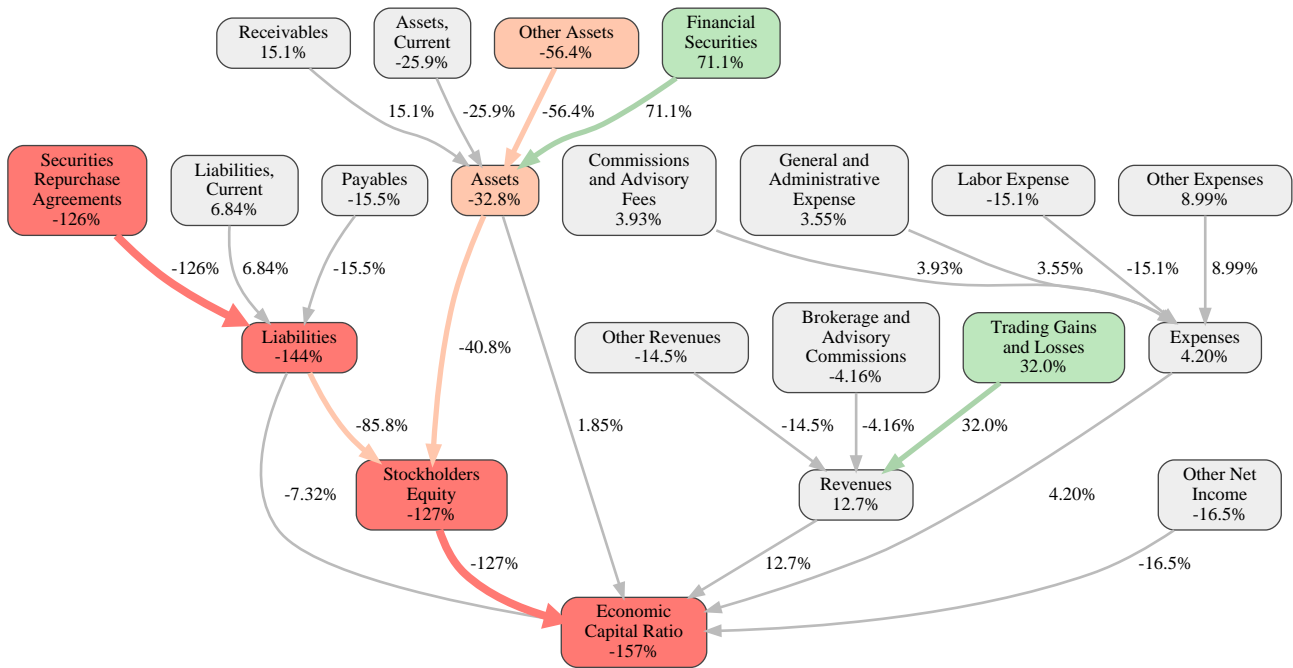 Receivables
15.1%
Assets,
Current
-25.9%
Other Assets
-56.4%
Financial
Securities
71.1%
15.1%
-25.9%
-56.4%
71.1%
Securities
Repurchase
Agreements
-126%
Liabilities,
Current
6.84%
Payables
-15.5%
Assets
-32.8%
Commissions
and Advisory
Fees
3.93%
General and
Administrative
Expense
3.55%
Labor Expense
-15.1%
Other Expenses
8.99%
-126%
6.84%
-15.5%
3.93%
3.55%
-15.1%
8.99%
Liabilities
-144%
-40.8%
Other Revenues
-14.5%
Brokerage and
Advisory
Commissions
-4.16%
Trading Gains
and Losses
32.0%
Expenses
4.20%
-85.8%
1.85%
-14.5%
-4.16%
32.0%
Stockholders
Equity
-127%
-7.32%
Revenues
12.7%
4.20%
Other Net
Income
-16.5%
-127%
12.7%
-16.5%
Economic
Capital Ratio
-157%